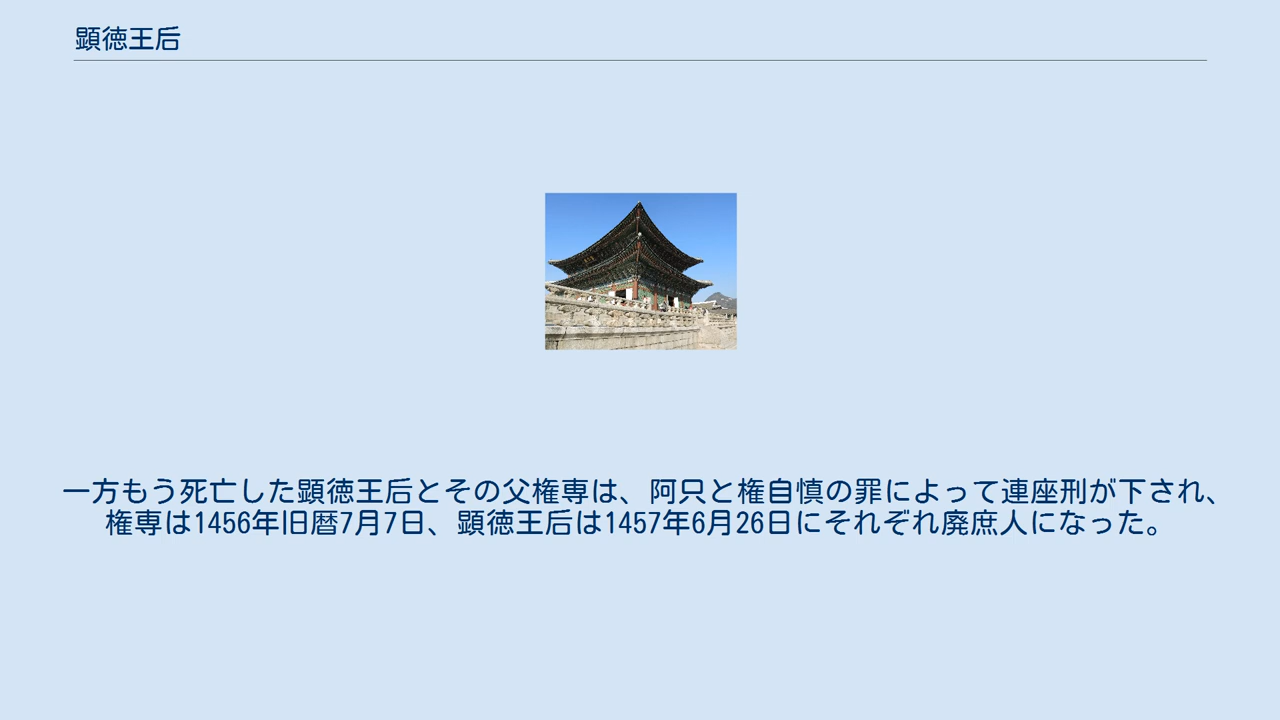 顕徳王后
一方もう死亡した顕徳王后とその父権専は、阿只と権自慎の罪によって連座刑が下され、
権専は1456年旧暦7月7日、顕徳王后は1457年6月26日にそれぞれ廃庶人になった。